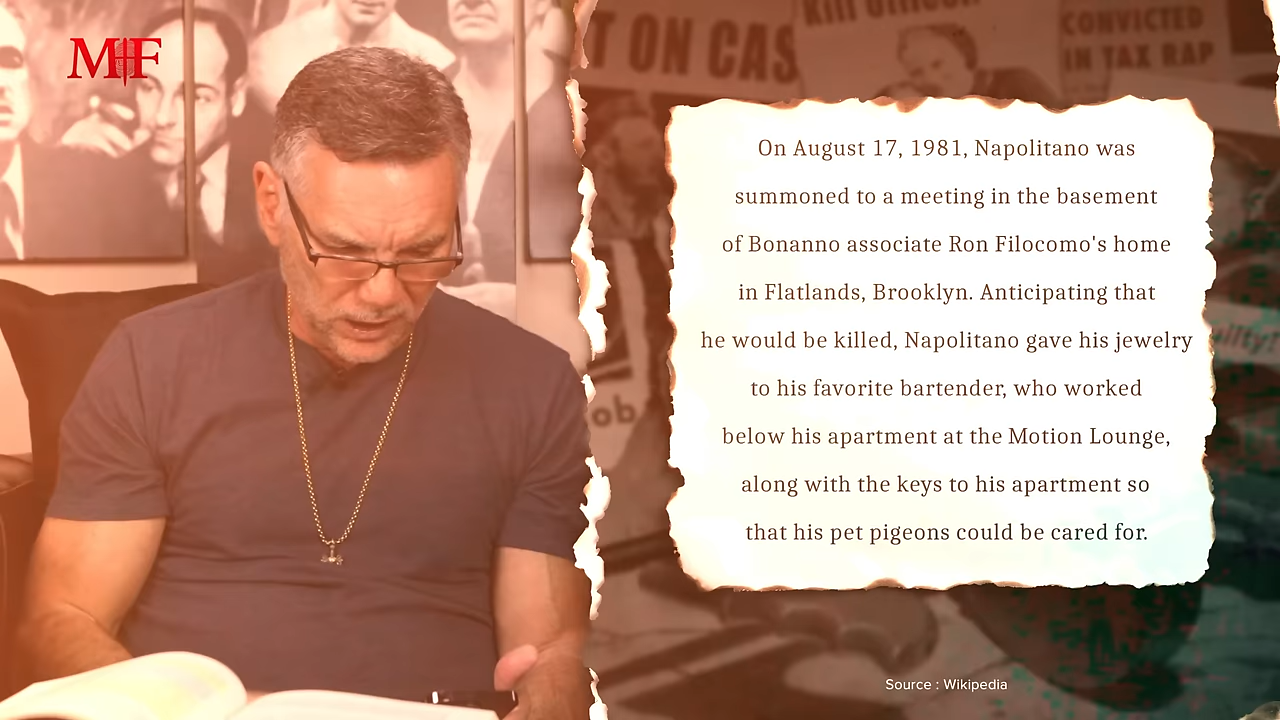 MF
T ON CAS
CONVICTED
IN TAX RAP
On August 17, 1981, Napolitano was
summoned to a meeting in the basement
of Bonanno associate Ron Filocomo's home
in Flatlands, Brooklyn. Anticipating that
he would be killed, Napolitano gave his jewelry
to his favorite bartender, who worked
below his apartment at the Motion Lounge,
along with the keys to his apartment so
that his pet pigeons could be cared for.
Source : Wikipedia